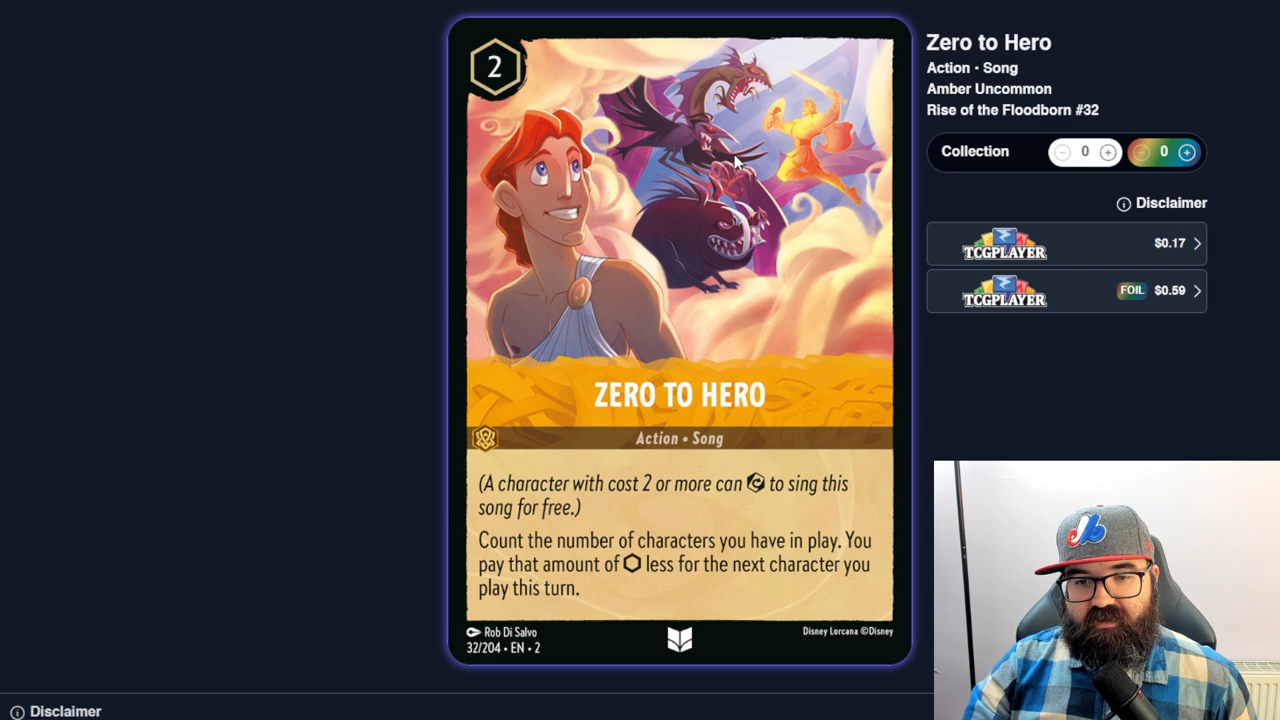 2
ZERO TO HERO
Action • Song
(A character with cost 2 or more can to sing this
song for free.)
Count the number of characters you have in play. You
pay that amount of less for the next character you
play this turn.
Rob Di Salvo
32/204 • EN • 2
Disney Lorcana ©Disney
Zero to Hero
Action • Song
Amber Uncommon
Rise of the Floodborn #32
Collection
0
0
Disclaimer
TCGPLAYER
$0.17
TCGPLAYER
FOIL $0.59
Disclaimer